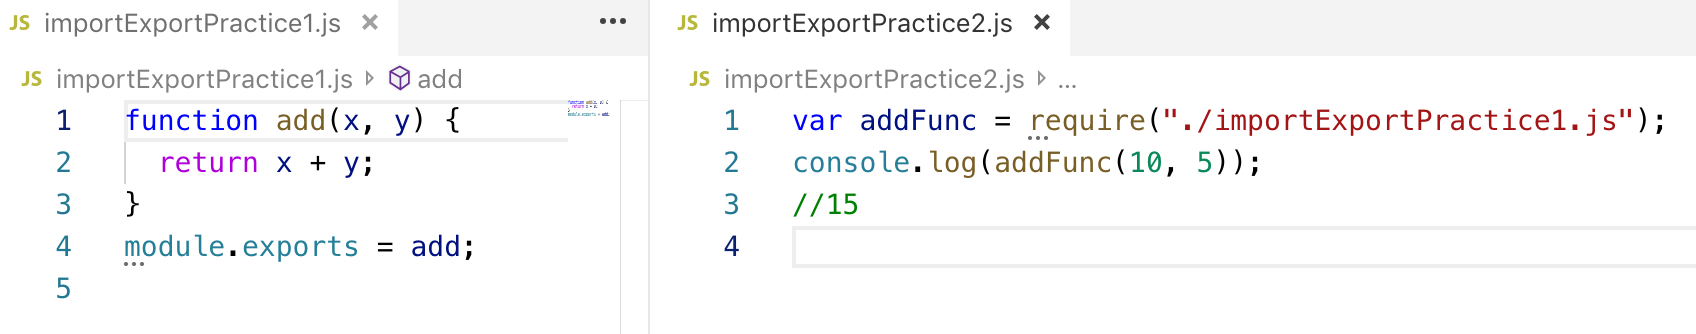 JS importExportPractice1.js × ...
JS importExportPractice1.js > add
1 function add(x, y) {
2 return x + y;
3 }
4 module.exports = add;
5
JS importExportPractice2.js ×
JS importExportPractice2.js > ...
1 var addFunc = require("./importExportPractice1.js");
2 console.log(addFunc(10, 5));
3 //15
4